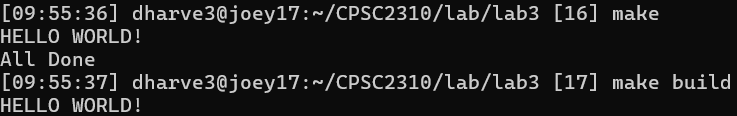 [09:55:36] dharve3@joey17:~/CPSC2310/lab/lab3 [16] make
HELLO WORLD!
All Done
[09:55:37] dharve3@joey17:~/CPSC2310/lab/lab3 [17] make build
HELLO WORLD!